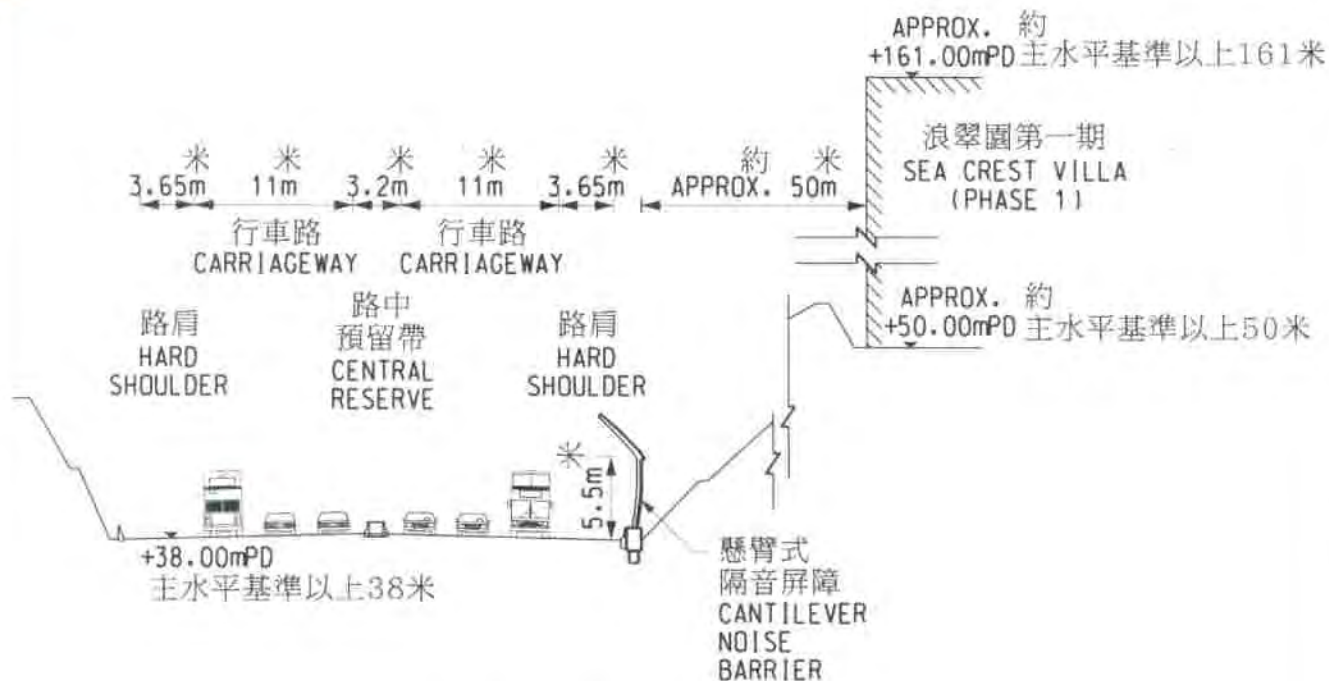 APPROX. 約
+161.00mPD 主水平基準以上161米
浪翠園第一期
SEA CREST VILLA
(PHASE 1)
米 米 米 米 米 約 米
3.65m 11m 3.2m 11m 3.65m APPROX. 50m
行車路 行車路
CARRIAGEWAY CARRIAGEWAY
路肩
HARD
SHOULDER
路中
預留帶
CENTRAL
RESERVE
路肩
HARD
SHOULDER
APPROX. 約
+50.00mPD 主水平基準以上50米
米
5.5m
+38.00mPD
主水平基準以上38米
懸臂式
隔音屏障
CANTILEVER
NOISE
BARRIER